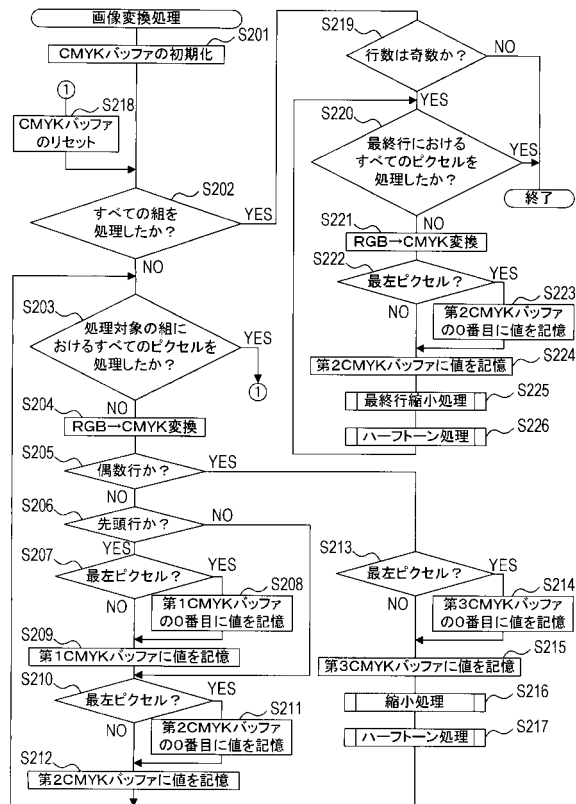 画像変換処理
S201
CMYKバッファの初期化
①
S218
CMYKバッファ
のリセット
S202
すべての組を
処理したか？
YES
NO
S203
処理対象の組に
おけるすべてのピクセルを
処理したか？
YES
①
NO
S204
RGB→CMYK変換
S205
偶数行か？
YES
NO
S206
先頭行か？
NO
YES
S207
最左ピクセル？
YES
S208
NO
第1CMYKバッファ
の0番目に値を記憶
S209
第1CMYKバッファに値を記憶
S210
最左ピクセル？
YES
S211
NO
第2CMYKバッファ
の0番目に値を記憶
S212
第2CMYKバッファに値を記憶
S219
行数は奇数か？
NO
YES
S220
最終行における
すべてのピクセルを
処理したか？
YES
終了
NO
S221
RGB→CMYK変換
S222
最左ピクセル？
YES
S223
NO
第2CMYKバッファ
の0番目に値を記憶
S224
第2CMYKバッファに値を記憶
S225
最終行縮小処理
S226
ハーフトーン処理
S213
最左ピクセル？
YES
S214
NO
第3CMYKバッファ
の0番目に値を記憶
S215
第3CMYKバッファに値を記憶
S216
縮小処理
S217
ハーフトーン処理